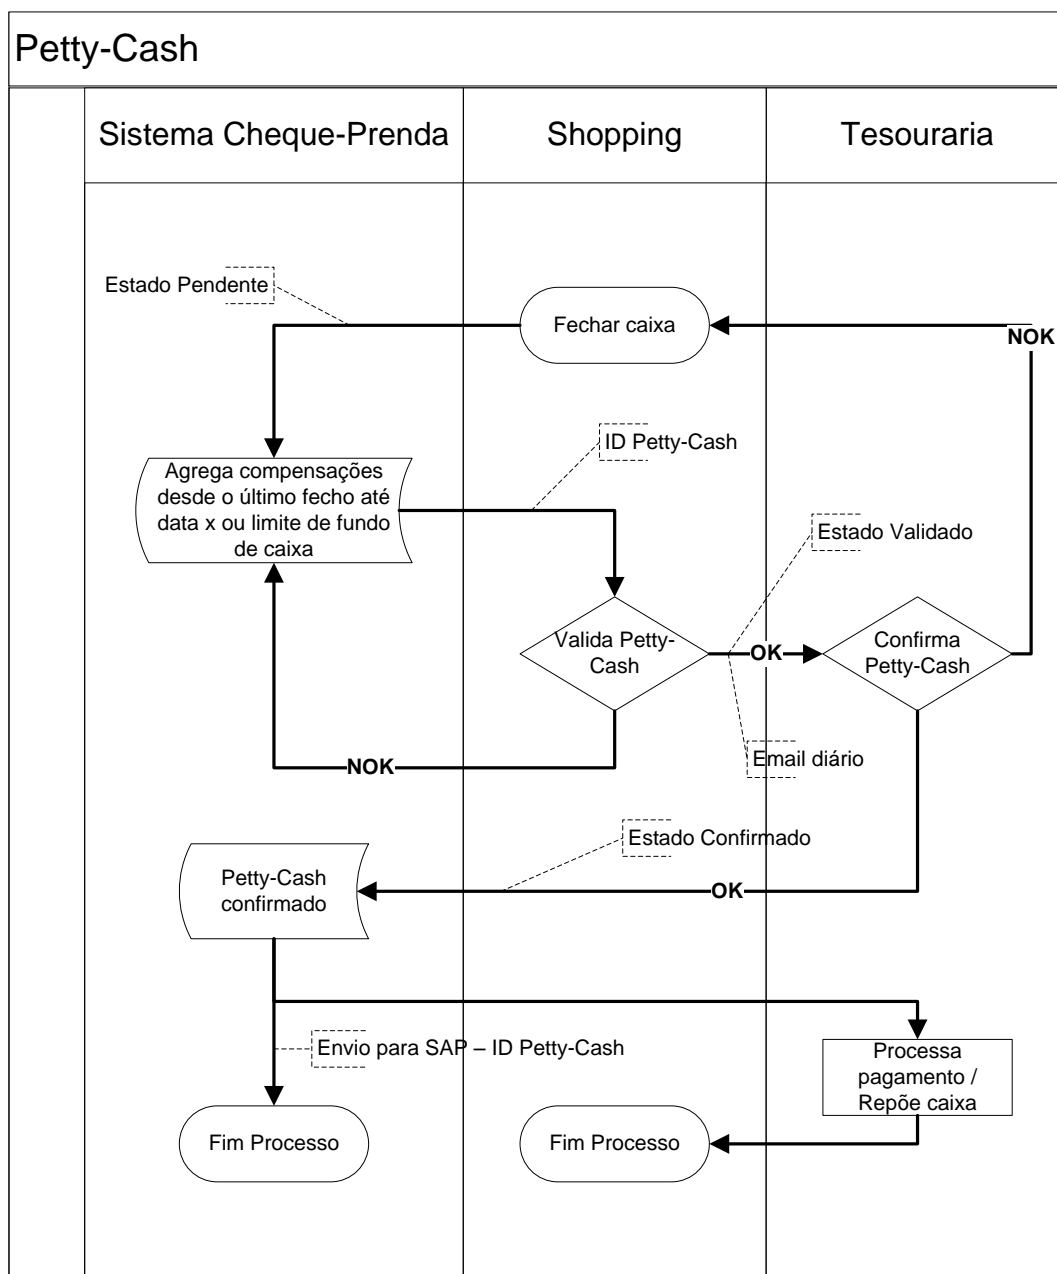 Petty-Cash
Sistema Cheque-Prenda
Shopping
Tesouraria
Estado Pendente
Fechar caixa
NOK
ID Petty-Cash
Agrega compensações
desde o último fecho até
data x ou limite de fundo
de caixa
Estado Validado
Valida Petty-
Cash
OK
Confirma
Petty-Cash
NOK
Email diário
Estado Confirmado
Petty-Cash
confirmado
OK
Envio para SAP – ID Petty-Cash
Processa
pagamento /
Repõe caixa
Fim Processo
Fim Processo